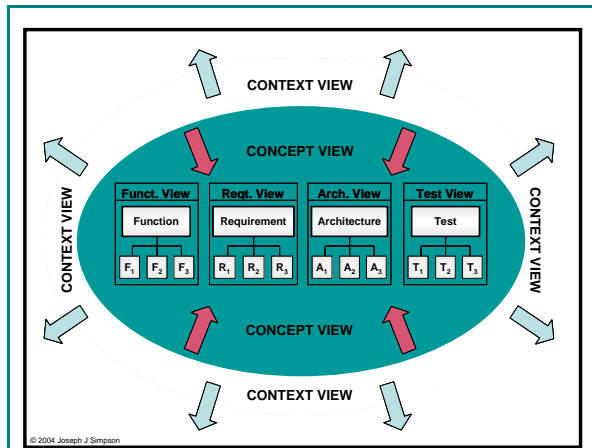 CONTEXT VIEW
CONCEPT VIEW
CONTEXT VIEW
Funct. View
Reqt. View
Arch. View
Test View
CONTEXT VIEW
Function
Requirement
Architecture
Test
F₁ F₂ F₃
R₁ R₂ R₃
A₁ A₂ A₃
T₁ T₂ T₃
CONCEPT VIEW
CONTEXT VIEW
© 2004 Joseph J Simpson